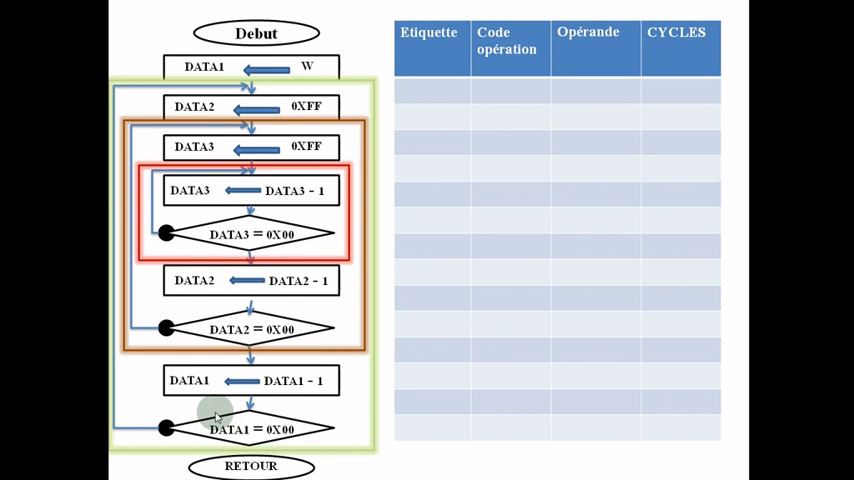 Debut
DATA1 W
DATA2 0XFF
DATA3 0XFF
DATA3 DATA3 - 1
DATA3 = 0X00
DATA2 DATA2 - 1
DATA2 = 0X00
DATA1 DATA1 - 1
DATA1 = 0X00
RETOUR
Etiquette Code opération Opérande CYCLES